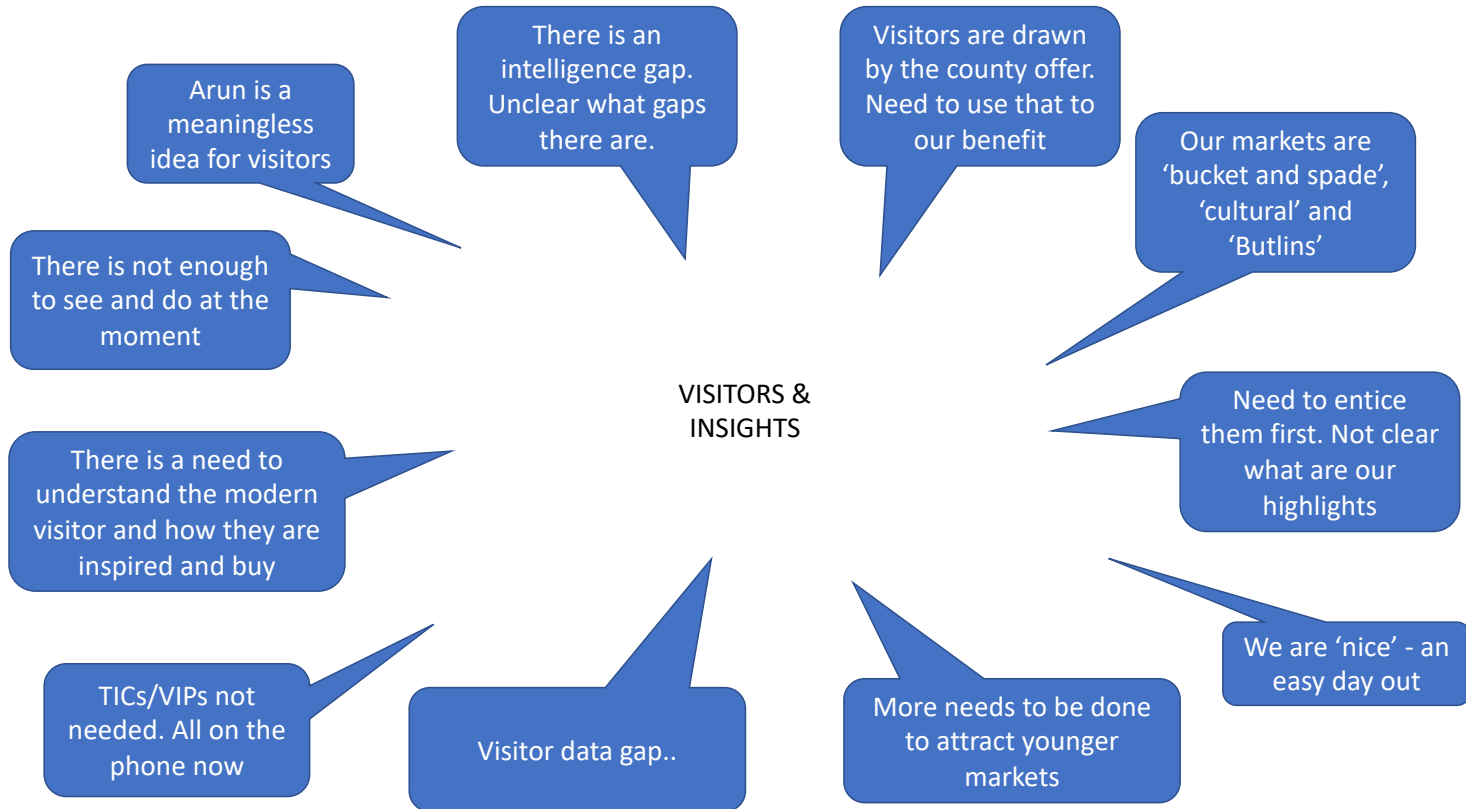 There is an
intelligence gap.
Unclear what gaps
there are.
Visitors are drawn
by the county offer.
Need to use that to
our benefit
Arun is a
meaningless
idea for visitors
Our markets are
‘bucket and spade’,
‘cultural’ and
‘Butlins’
There is not enough
to see and do at the
moment
VISITORS &
INSIGHTS
Need to entice
them first. Not clear
what are our
highlights
There is a need to
understand the modern
visitor and how they are
inspired and buy
We are ‘nice’ - an
easy day out
TICs/VIPs not
needed. All on the
phone now
Visitor data gap..
More needs to be done
to attract younger
markets